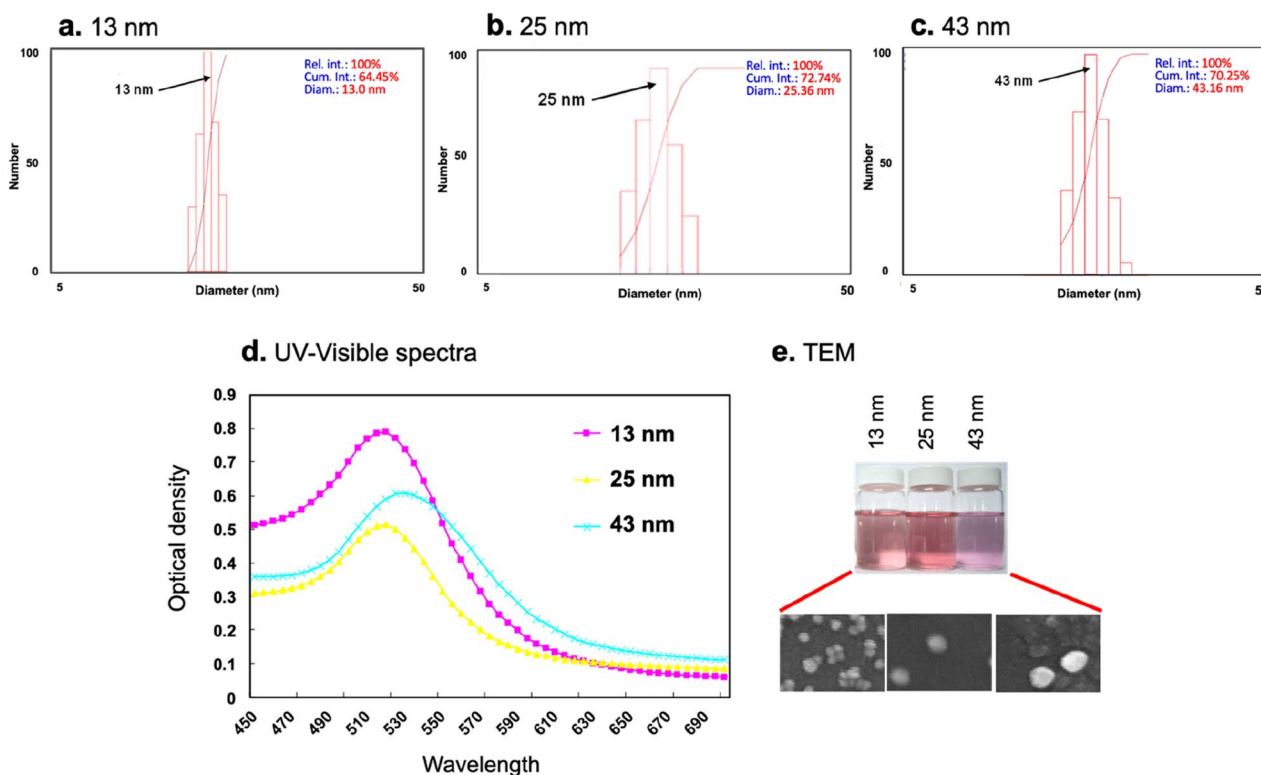 a. 13 nm
100
50
0
Number
13 nm
Rel. int.: 100%
Cum. Int.: 64.45%
Diam.: 13.0 nm
5
Diameter (nm)
50
b. 25 nm
100
50
0
Number
25 nm
Rel. int.: 100%
Cum. Int.: 72.74%
Diam.: 25.36 nm
5
Diameter (nm)
50
c. 43 nm
100
50
0
Number
43 nm
Rel. int.: 100%
Cum. Int.: 70.25%
Diam.: 43.16 nm
5
Diameter (nm)
5
d. UV-Visible spectra
0.9
0.8
0.7
0.6
0.5
0.4
0.3
0.2
0.1
0
Optical density
13 nm
25 nm
43 nm
450
470
490
510
530
550
570
590
610
630
650
670
690
Wavelength
e. TEM
13 nm
25 nm
43 nm